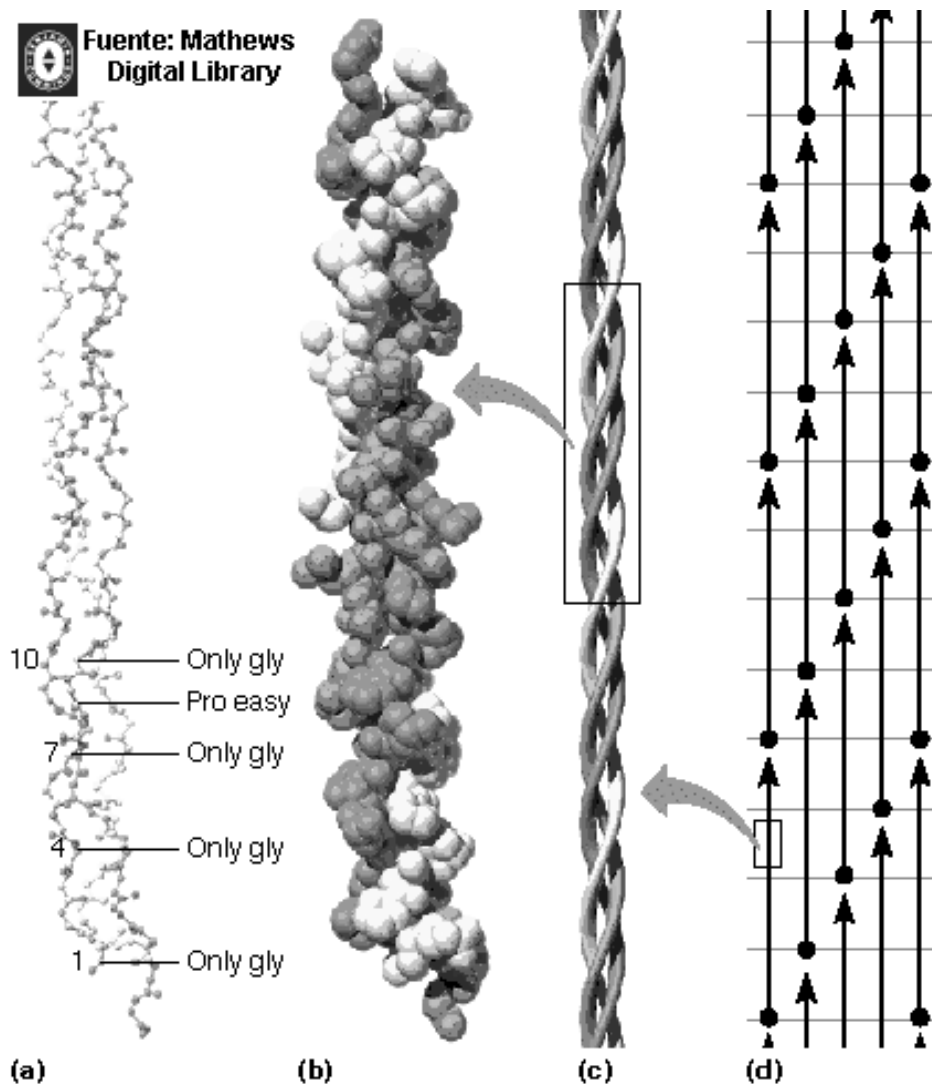 Fuente: Mathews
Digital Library
10
Only gly
Pro easy
7
Only gly
4
Only gly
1
Only gly
(a)
(b)
(c)
(d)